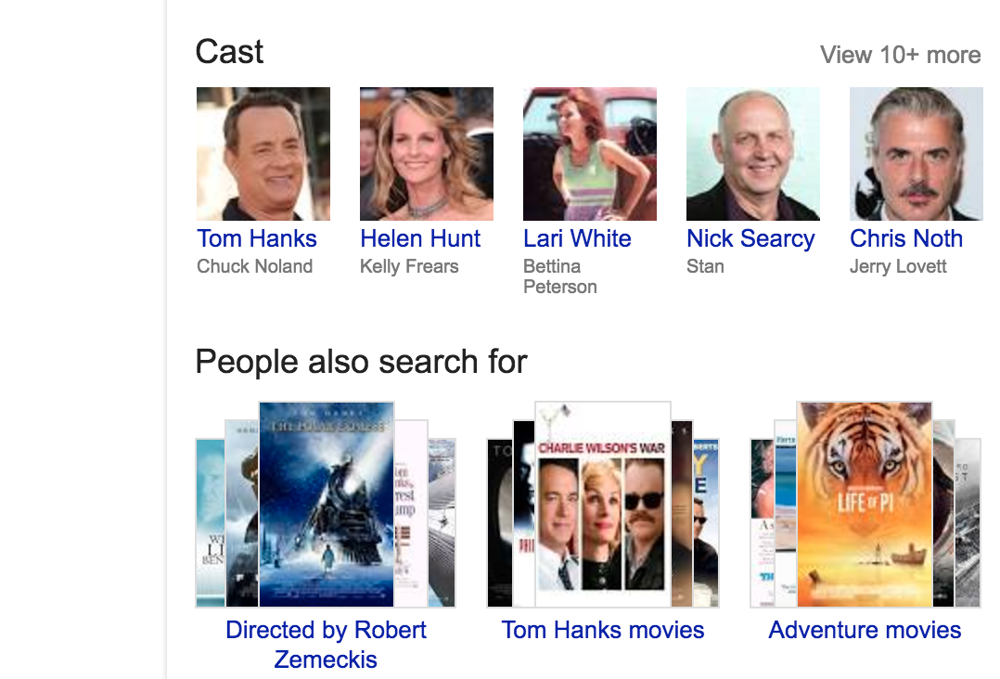 Cast
View 10+ more
Tom Hanks
Helen Hunt
Lari White
Nick Searcy
Chris Noth
Chuck Noland
Kelly Frears
Bettina
Peterson
Stan
Jerry Lovett
People also search for
TOM HANKS
THE POLAR EXPRESS
CHARLIE WILSON'S WAR
LIFE OF PI
Directed by Robert
Zemeckis
Tom Hanks movies
Adventure movies